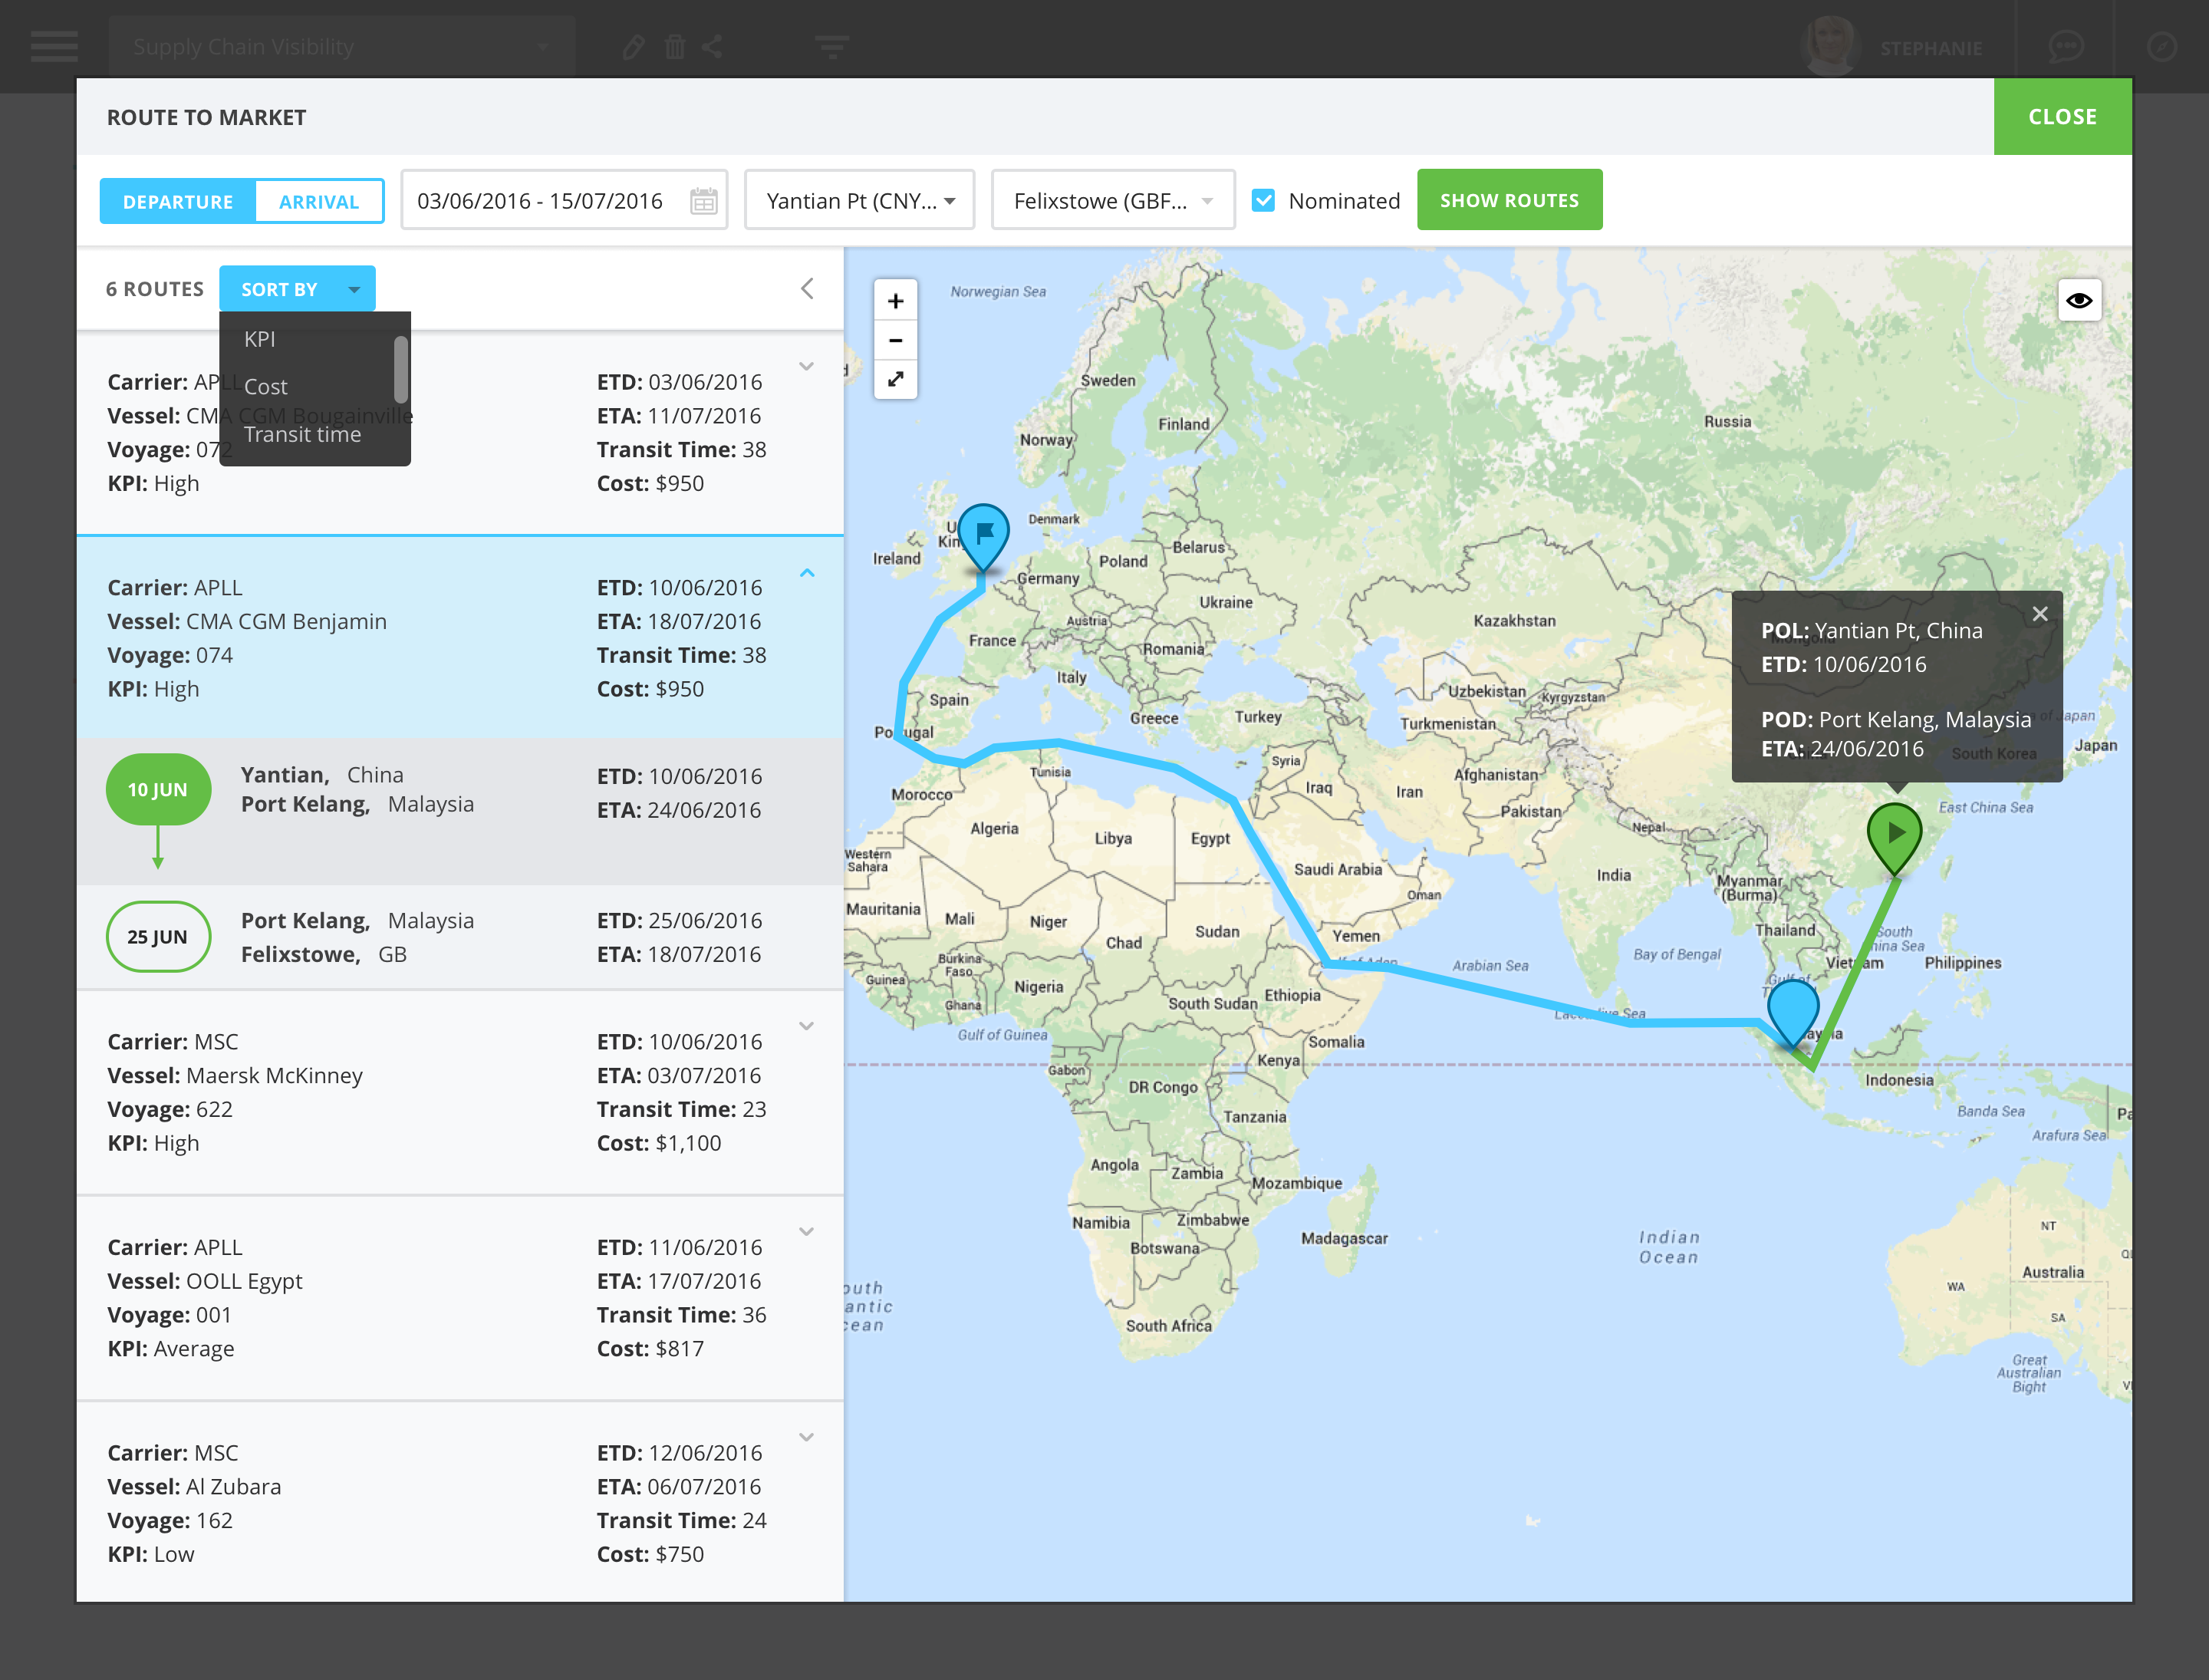 Supply Chain Visibility
STEPHANIE
ROUTE TO MARKET
CLOSE
DEPARTURE
ARRIVAL
03/06/2016 - 15/07/2016
Yantian Pt (CNY...
Felixstowe (GBF...
Nominated
SHOW ROUTES
6 ROUTES
SORT BY
KPI
Cost
Transit time
Carrier: APLL
Vessel: CMA CGM Bougainville
Voyage: 072
KPI: High
ETD: 03/06/2016
ETA: 11/07/2016
Transit Time: 38
Cost: $950
Carrier: APLL
Vessel: CMA CGM Benjamin
Voyage: 074
KPI: High
ETD: 10/06/2016
ETA: 18/07/2016
Transit Time: 38
Cost: $950
10 JUN
Yantian, China
Port Kelang, Malaysia
ETD: 10/06/2016
ETA: 24/06/2016
25 JUN
Port Kelang, Malaysia
Felixstowe, GB
ETD: 25/06/2016
ETA: 18/07/2016
Carrier: MSC
Vessel: Maersk McKinney
Voyage: 622
KPI: High
ETD: 10/06/2016
ETA: 03/07/2016
Transit Time: 23
Cost: $1,100
Carrier: APLL
Vessel: OOLL Egypt
Voyage: 001
KPI: Average
ETD: 11/06/2016
ETA: 17/07/2016
Transit Time: 36
Cost: $817
Carrier: MSC
Vessel: Al Zubara
Voyage: 162
KPI: Low
ETD: 12/06/2016
ETA: 06/07/2016
Transit Time: 24
Cost: $750
+
−
Norwegian Sea
Sweden
Finland
Norway
Russia
Denmark
Ireland
Poland
Belarus
Germany
Ukraine
Kazakhstan
Austria
France
Romania
Italy
Spain
Uzbekistan
Kyrgyzstan
Greece
Turkey
Turkmenistan
Portugal
POL: Yantian Pt, China
ETD: 10/06/2016
POD: Port Kelang, Malaysia
ETA: 24/06/2016
South Korea
Japan
Syria
Tunisia
Afghanistan
Morocco
Iraq
Iran
Pakistan
East China Sea
Algeria
Libya
Egypt
Nepal
Western
Sahara
Saudi Arabia
India
Myanmar
(Burma)
Oman
Mauritania
Mali
Niger
Chad
Sudan
Yemen
Thailand
South
Vietnam
Philippines
Bay of Bengal
Arabian Sea
Burkina
Faso
Guinea
Nigeria
Ghana
South Sudan
Ethiopia
Gulf of Guinea
Somalia
Gabon
Kenya
DR Congo
Indonesia
Tanzania
Banda Sea
Arafura Sea
Angola
Zambia
Mozambique
Namibia
Zimbabwe
Botswana
Madagascar
Indian
Ocean
NT
Australia
WA
SA
South Africa
Great
Australian
Bight